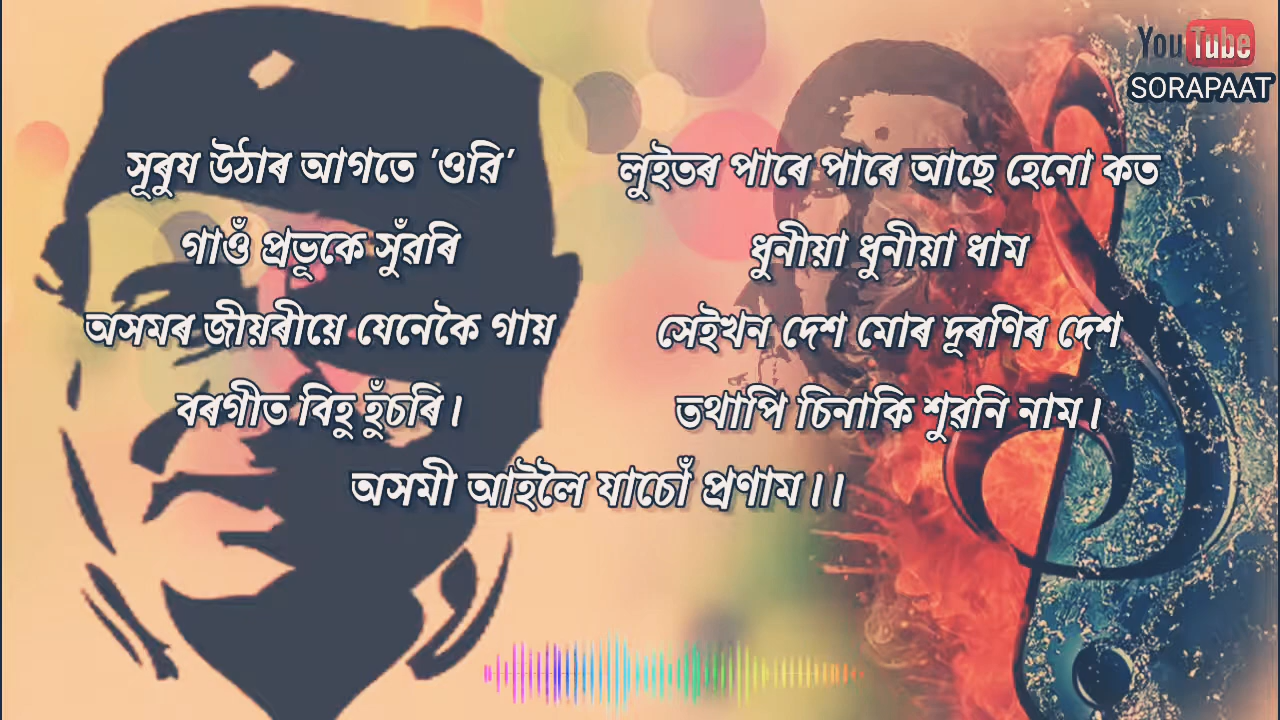 সূৰুয উঠাৰ আগতে 'ওৱি'
গাওঁ প্ৰভূকে সুঁৱৰি
অসমৰ জীয়ৰীয়ে যেনেকৈ গায়
বৰগীত বিহু হুঁচৰি।
লুইতৰ পাৰে পাৰে আছে হেনো কত
ধুনীয়া ধুনীয়া ধাম
সেইখন দেশ মোৰ দূৰণিৰ দেশ
তথাপি চিনাকি শুৱনি নাম।
অসমী আইলৈ যাচোঁ প্ৰণাম।।
YouTube
SORAPAAT